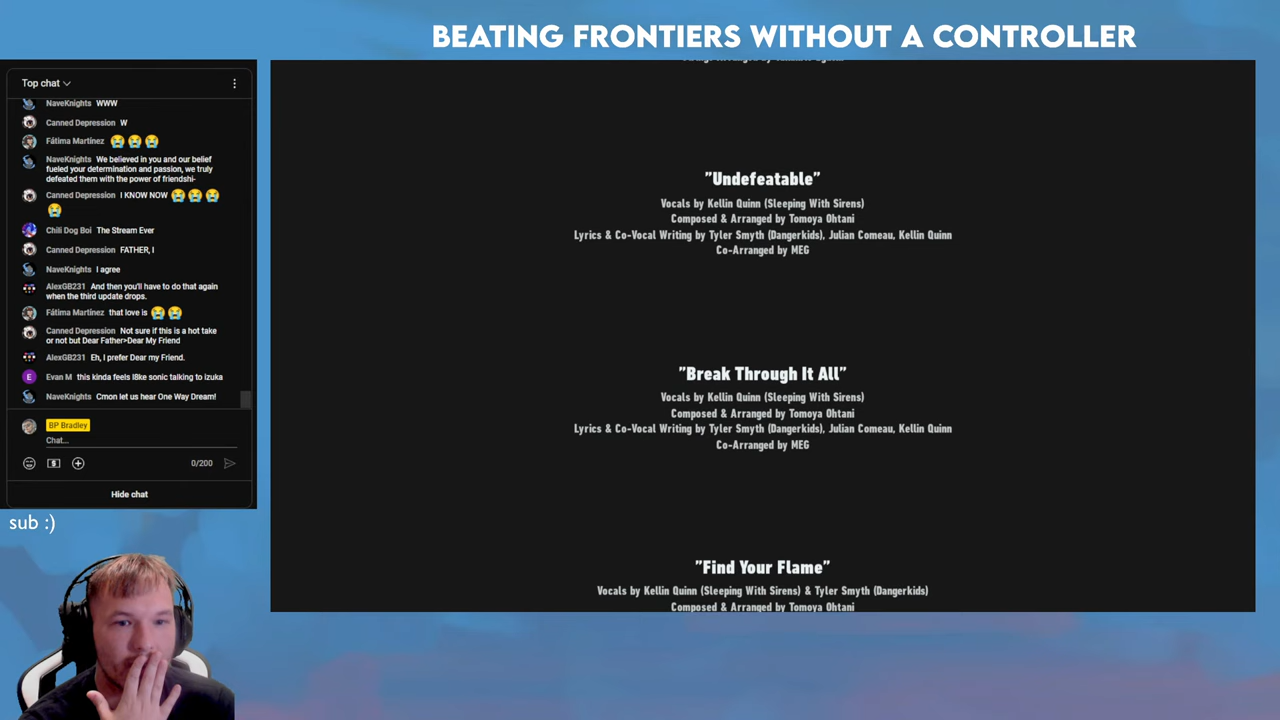 BEATING FRONTIERS WITHOUT A CONTROLLER
Top chat
NaveKnights WWW
Canned Depression W
Fátima Martínez
NaveKnights We believed in you and our belief
fueled your determination and passion, we truly
defeated them with the power of friendshi-
Canned Depression I KNOW NOW
Chili Dog Boi The Stream Ever
Canned Depression FATHER, I
NaveKnights I agree
AlexGB231 And then you'll have to do that again
when the third update drops.
Fátima Martínez that love is
Canned Depression Not sure if this is a hot take
or not but Dear Father>Dear My Friend
AlexGB231 Eh, I prefer Dear my Friend.
E Evan M this kinda feels l8ke sonic talking to izuka
NaveKnights Cmon let us hear One Way Dream!
BP Bradley
Chat...
0/200
Hide chat
sub :)
"Undefeatable"
Vocals by Kellin Quinn (Sleeping With Sirens)
Composed & Arranged by Tomoya Ohtani
Lyrics & Co-Vocal Writing by Tyler Smyth (Dangerkids), Julian Comeau, Kellin Quinn
Co-Arranged by MEG
"Break Through It All"
Vocals by Kellin Quinn (Sleeping With Sirens)
Composed & Arranged by Tomoya Ohtani
Lyrics & Co-Vocal Writing by Tyler Smyth (Dangerkids), Julian Comeau, Kellin Quinn
Co-Arranged by MEG
"Find Your Flame"
Vocals by Kellin Quinn (Sleeping With Sirens) & Tyler Smyth (Dangerkids)
Composed & Arranged by Tomoya Ohtani